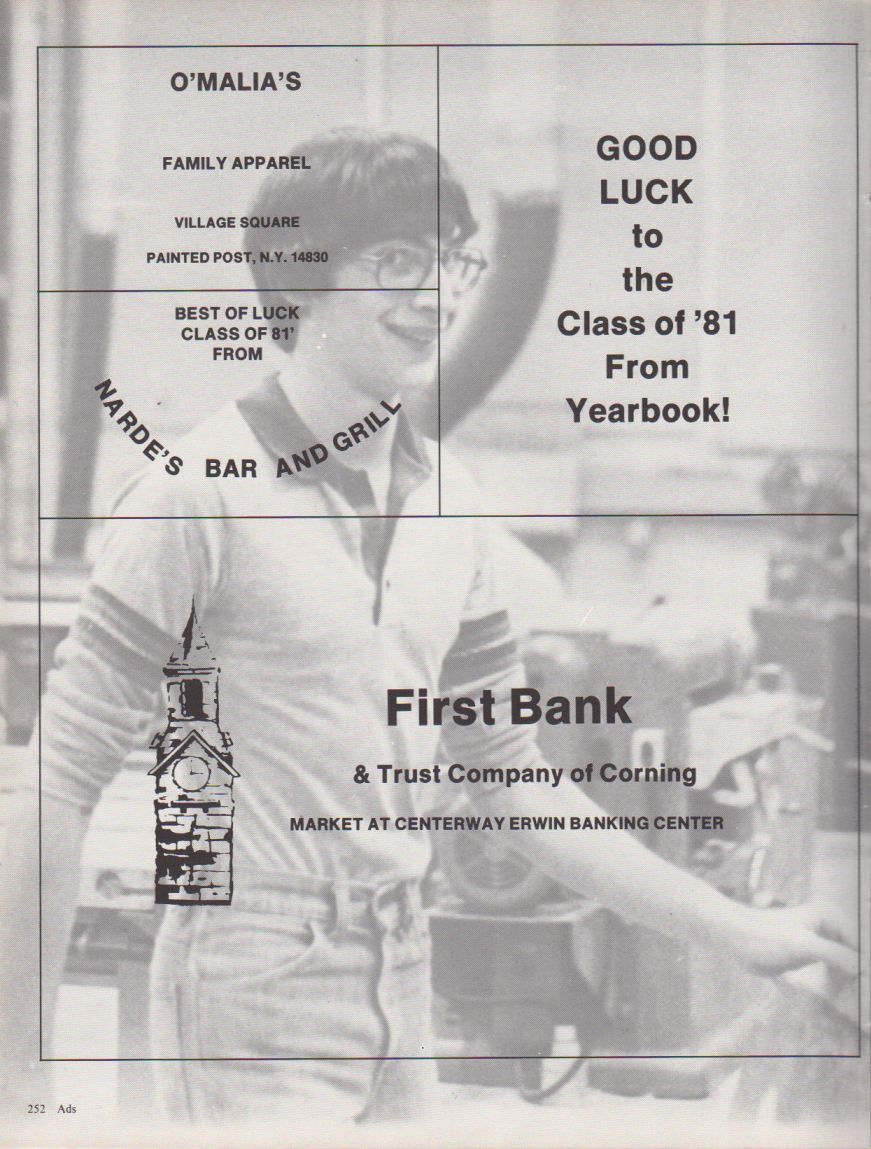 O'MALIA'S
FAMILY APPAREL
VILLAGE SQUARE
PAINTED POST, N.Y. 14830
BEST OF LUCK
CLASS OF 81'
FROM
NARDE'S BAR AND GRILL
GOOD
LUCK
to
the
Class of '81
From
Yearbook!
First Bank
& Trust Company of Corning
MARKET AT CENTERWAY ERWIN BANKING CENTER
252 Ads